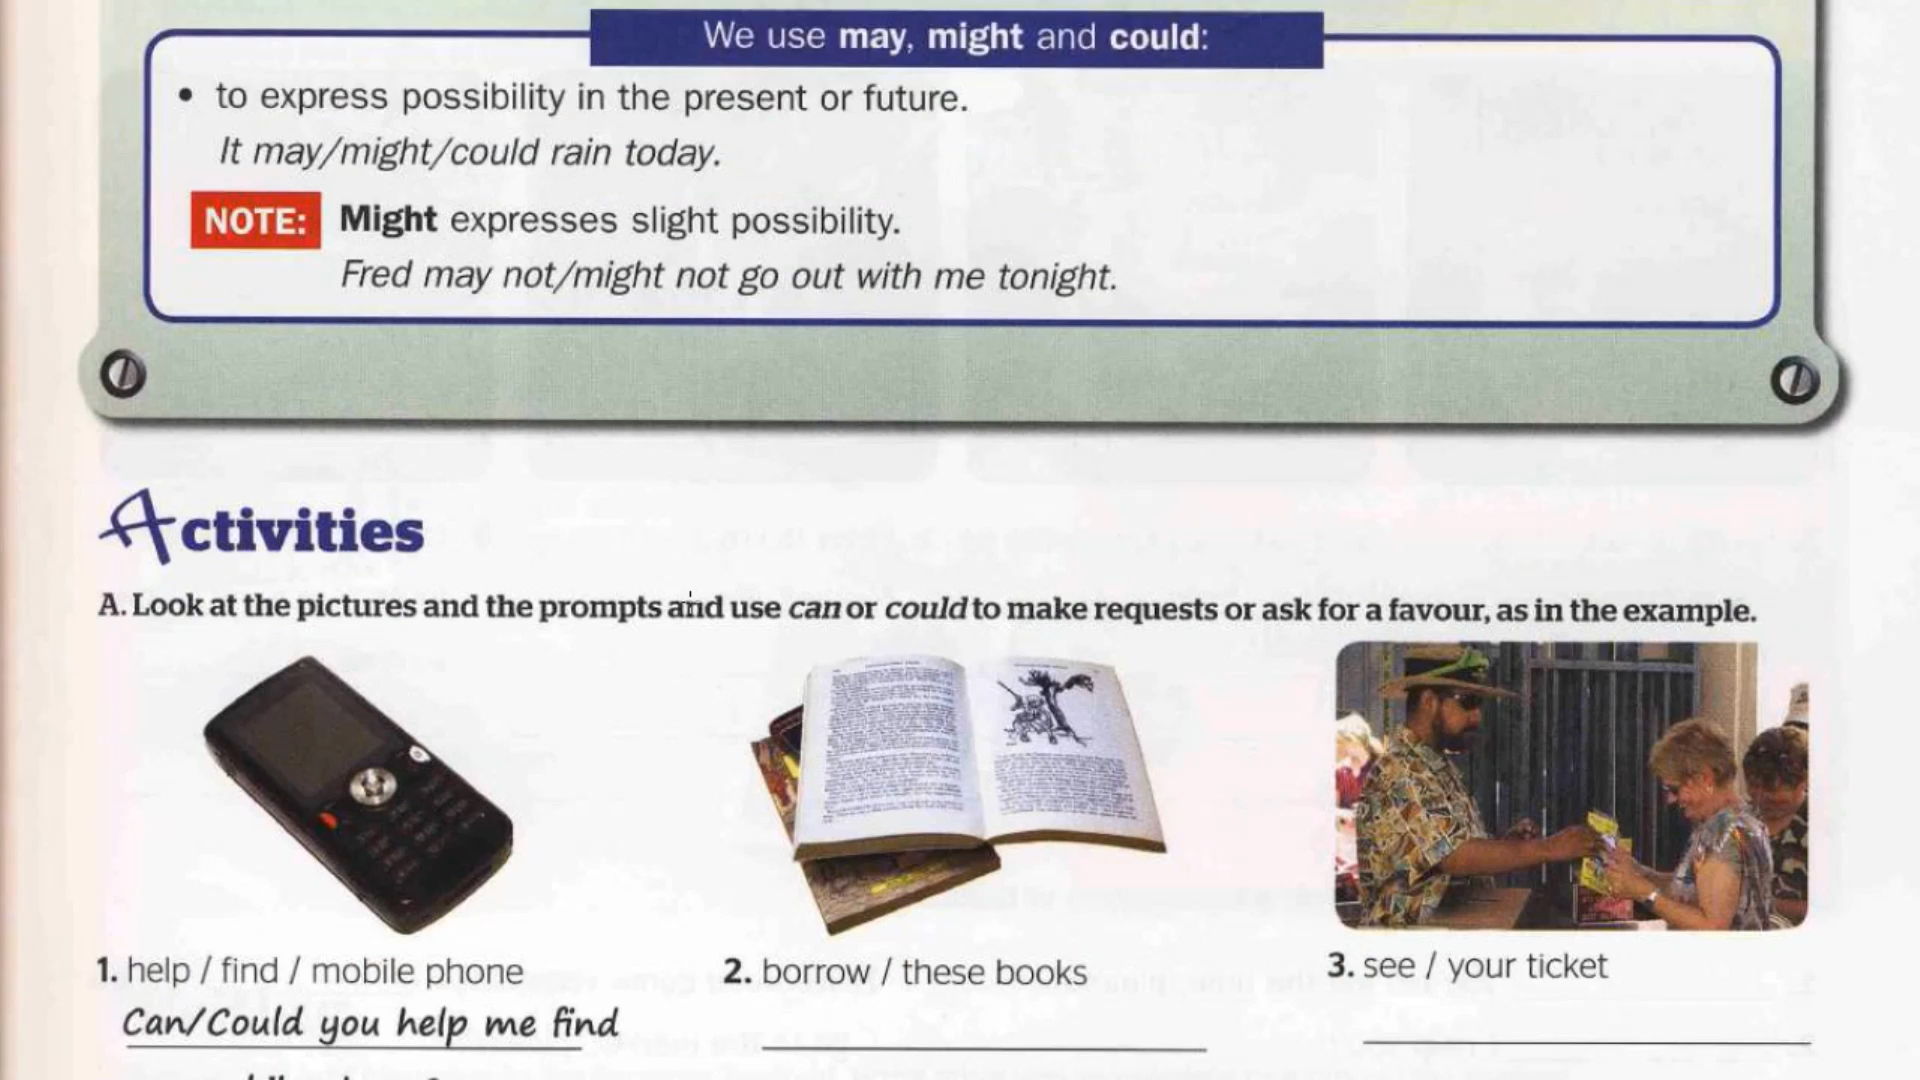 We use may, might and could:
• to express possibility in the present or future.
It may/might/could rain today.
NOTE: Might expresses slight possibility.
Fred may not/might not go out with me tonight.
Activities
A. Look at the pictures and the prompts and use can or could to make requests or ask for a favour, as in the example.
1. help / find / mobile phone
2. borrow / these books
3. see / your ticket
Can/Could you help me find